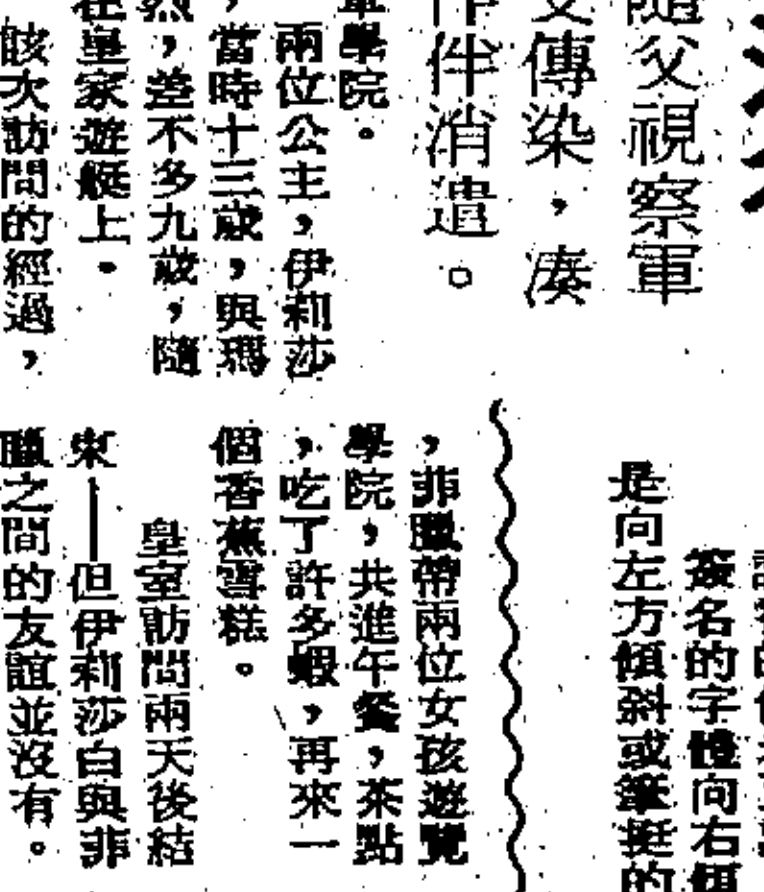 隨父視察軍
傳染，湊
作伴消遣。
學院。
兩位公主，伊莉莎
，當時十三歲，與瑪
烈，差不多九歲，隨
在皇家遊艇上。
該次訪問的經過，
，菲臘帶兩位女孩遊覽
學院，共進午餐，茶點
，吃了許多蝦，再來一
個香蕉雪糕。
皇室訪問兩天後結
束——但伊莉莎白與非
臘之間的友誼並沒有。
簽名的字體向右傾
是向左方傾斜或筆挺的